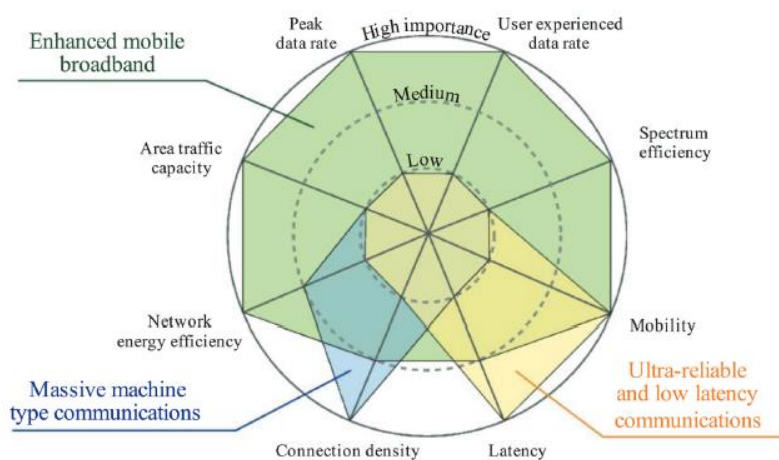 Peak
data rate
High importance
User experienced
data rate
Enhanced mobile
broadband
Medium
Area traffic
capacity
Low
Spectrum
efficiency
Network
energy efficiency
Mobility
Massive machine
type communications
Ultra-reliable
and low latency
communications
Connection density
Latency